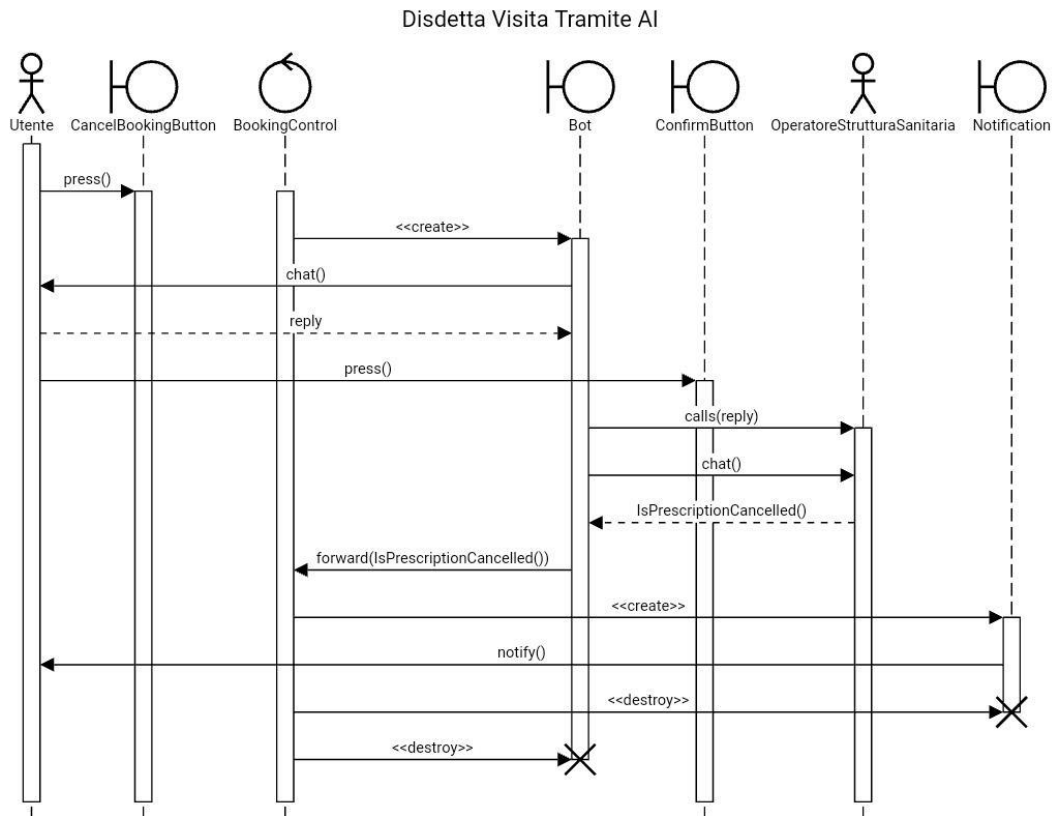 Disdetta Visita Tramite AI
Utente
CancelBookingButton
BookingControl
Bot
ConfirmButton
OperatoreStrutturaSanitaria
Notification
press()
<<create>>
chat()
reply
press()
calls(reply)
chat()
IsPrescriptionCancelled()
forward(IsPrescriptionCancelled())
<<create>>
notify()
<<destroy>>
<<destroy>>